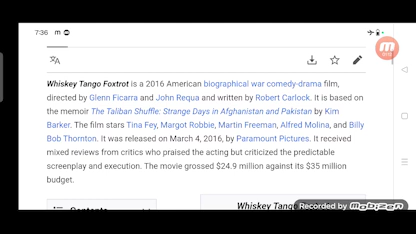 7:36 m
Whiskey Tango Foxtrot is a 2016 American biographical war comedy-drama film,
directed by Glenn Ficarra and John Requa and written by Robert Carlock. It is based on
the memoir The Taliban Shuffle: Strange Days in Afghanistan and Pakistan by Kim
Barker. The film stars Tina Fey, Margot Robbie, Martin Freeman, Alfred Molina, and Billy
Bob Thornton. It was released on March 4, 2016, by Paramount Pictures. It received
mixed reviews from critics who praised the acting but criticized the predictable
screenplay and execution. The movie grossed $24.9 million against its $35 million
budget.
Contents
Whiskey Tango
Recorded by Mobizen